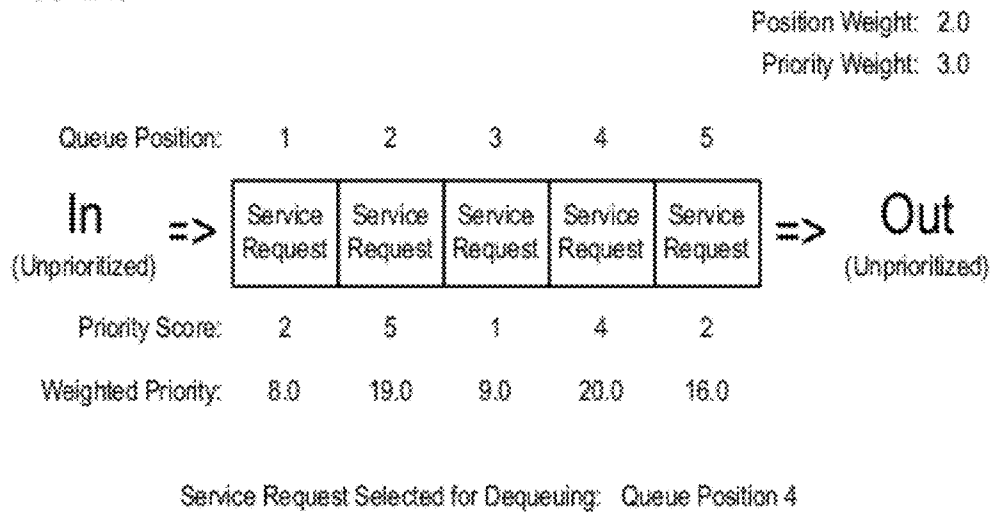 Position Weight: 2.0
Priority Weight: 3.0
Queue Position: 1 2 3 4 5
In => Service Request Service Request Service Request Service Request Service Request => Out
(Unprioritized) (Unprioritized)
Priority Score: 2 5 1 4 2
Weighted Priority: 8.0 19.0 9.0 20.0 16.0
Service Request Selected for Dequeuing: Queue Position 4